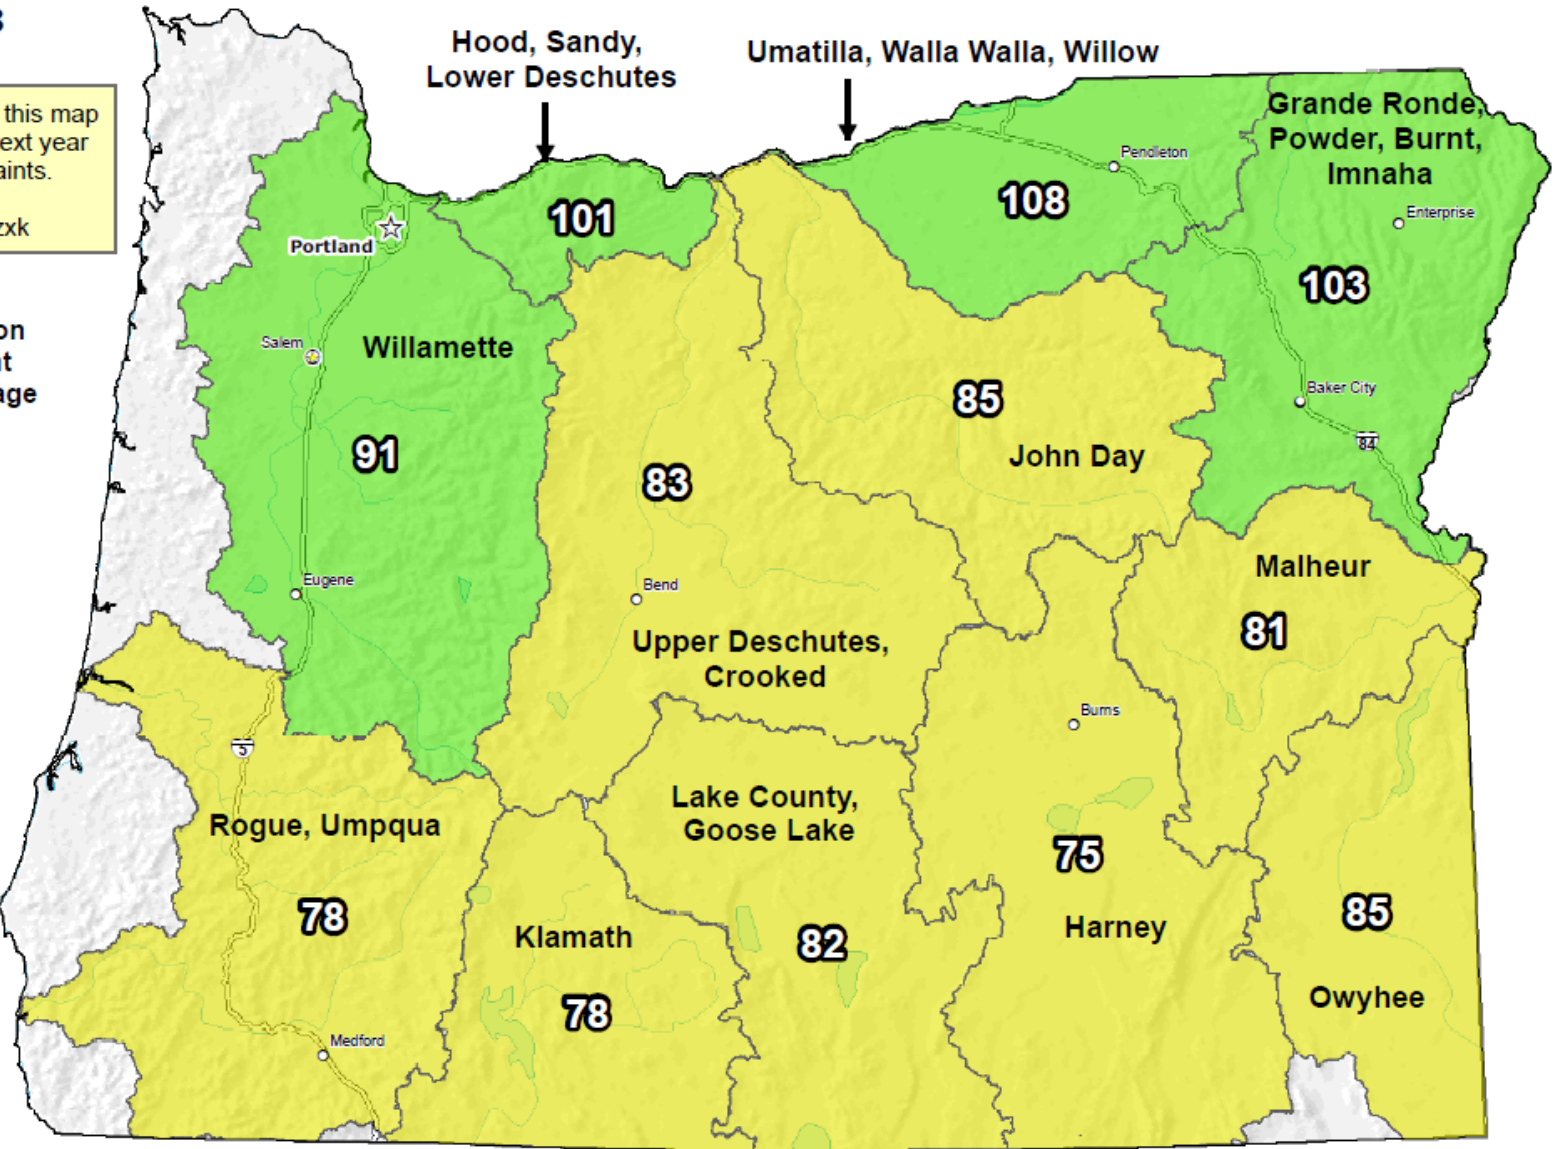 Hood, Sandy,
Lower Deschutes
Umatilla, Walla Walla, Willow
this map
ext year
aints.
zxk
on
nt
age
Grande Ronde,
Powder, Burnt,
Imnaha
Pendleton
Enterprise
101
108
103
Portland
Salem
Willamette
91
83
85
John Day
Baker City
84
Malheur
81
Eugene
Bend
Upper Deschutes,
Crooked
Burns
5
Lake County,
Goose Lake
Rogue, Umpqua
78
75
Harney
Klamath
78
82
85
Owyhee
Medford